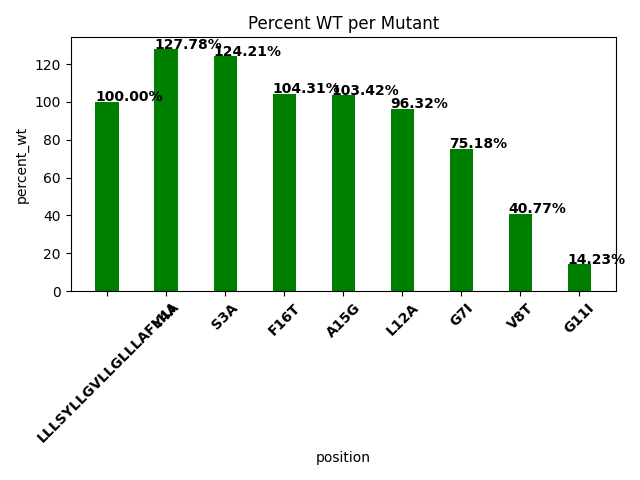 Percent WT per Mutant
percent_wt
120
100
80
60
40
20
0
100.00%
127.78%
124.21%
104.31%
103.42%
96.32%
75.18%
40.77%
14.23%
Y4A
S3A
F16T
A15G
L12A
G7I
V8T
G11I
position